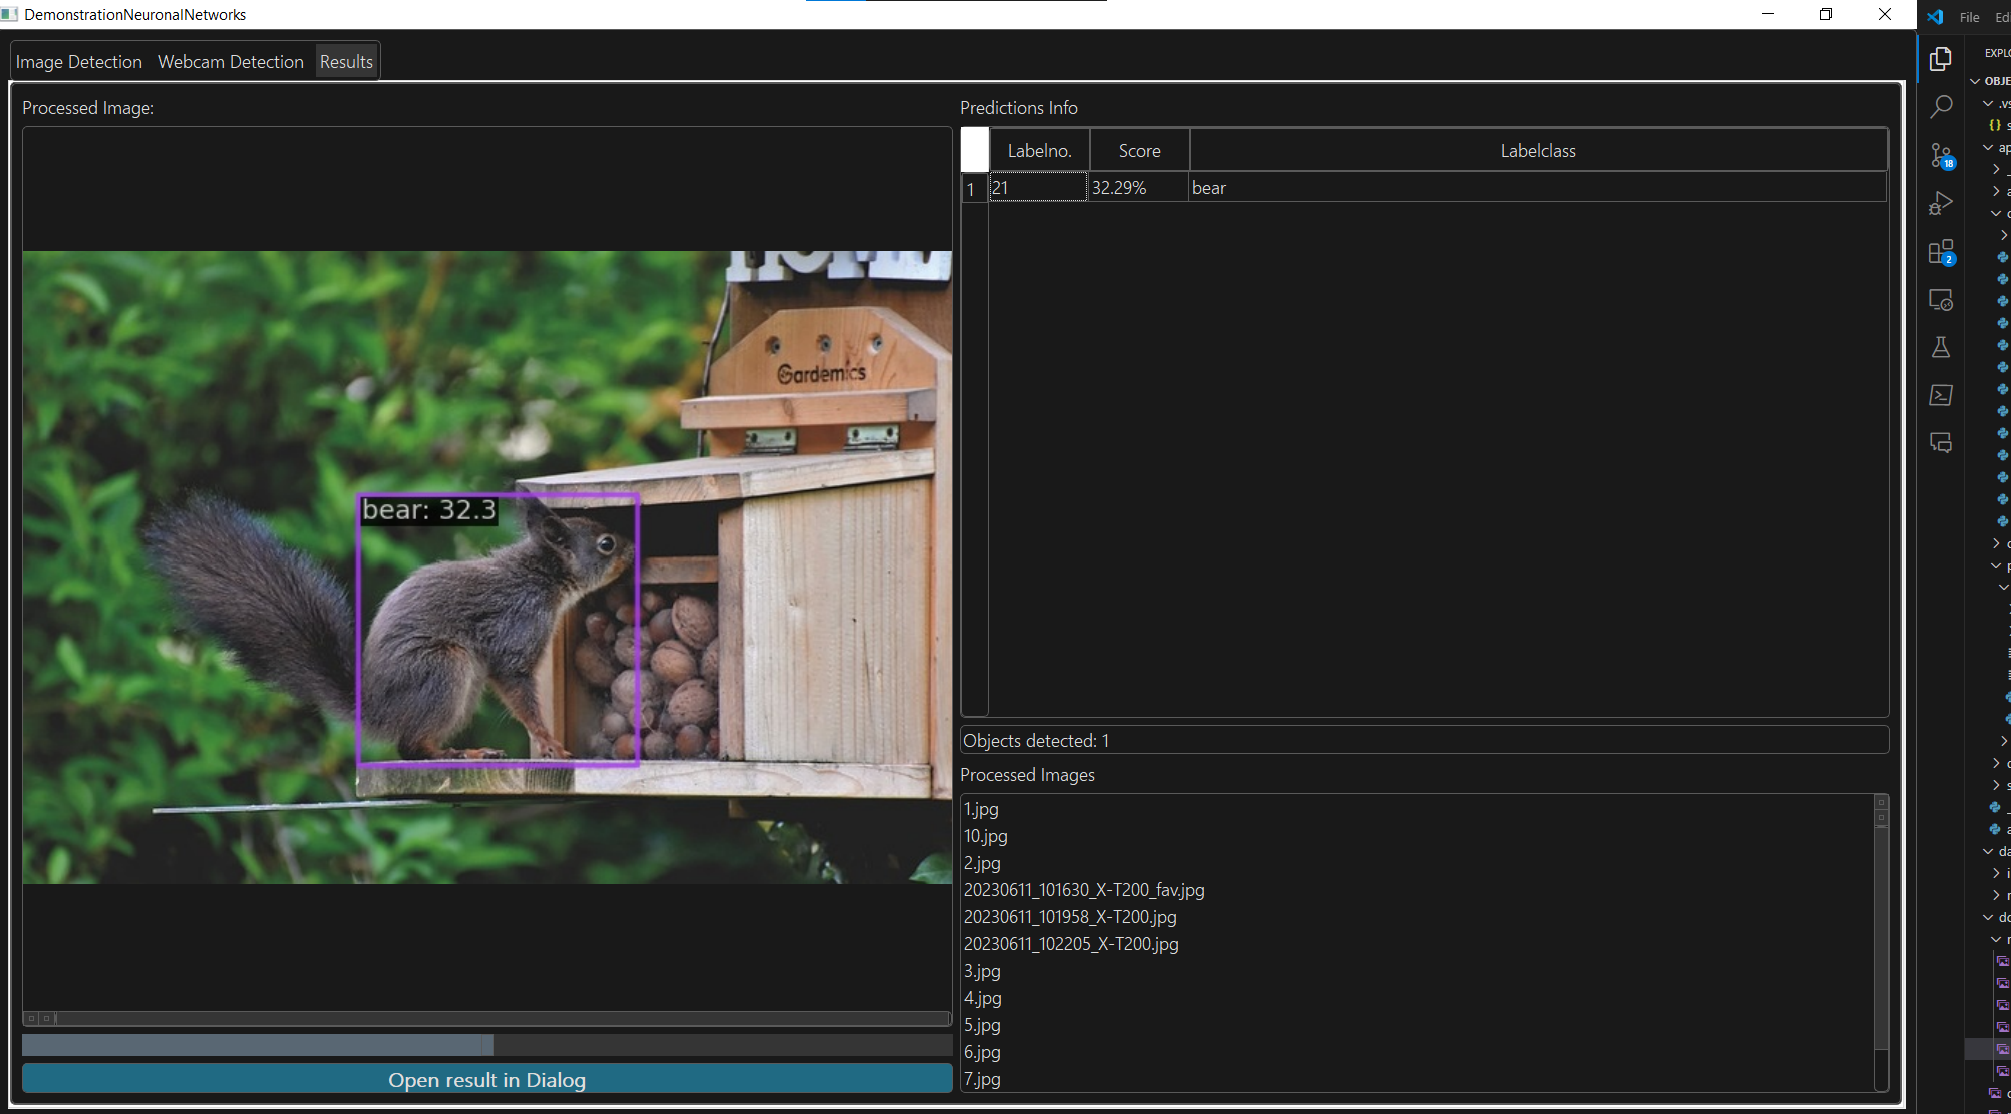 DemonstrationNeuronalNetworks
File
Image Detection Webcam Detection Results
Processed Image:
HOME
Gardemics
bear: 32.3
Open result in Dialog
Predictions Info
Labelno. Score Labelclass
1 21 32.29% bear
Objects detected: 1
Processed Images
1.jpg
10.jpg
2.jpg
20230611_101630_X-T200_fav.jpg
20230611_101958_X-T200.jpg
20230611_102205_X-T200.jpg
3.jpg
4.jpg
5.jpg
6.jpg
7.jpg
18
2